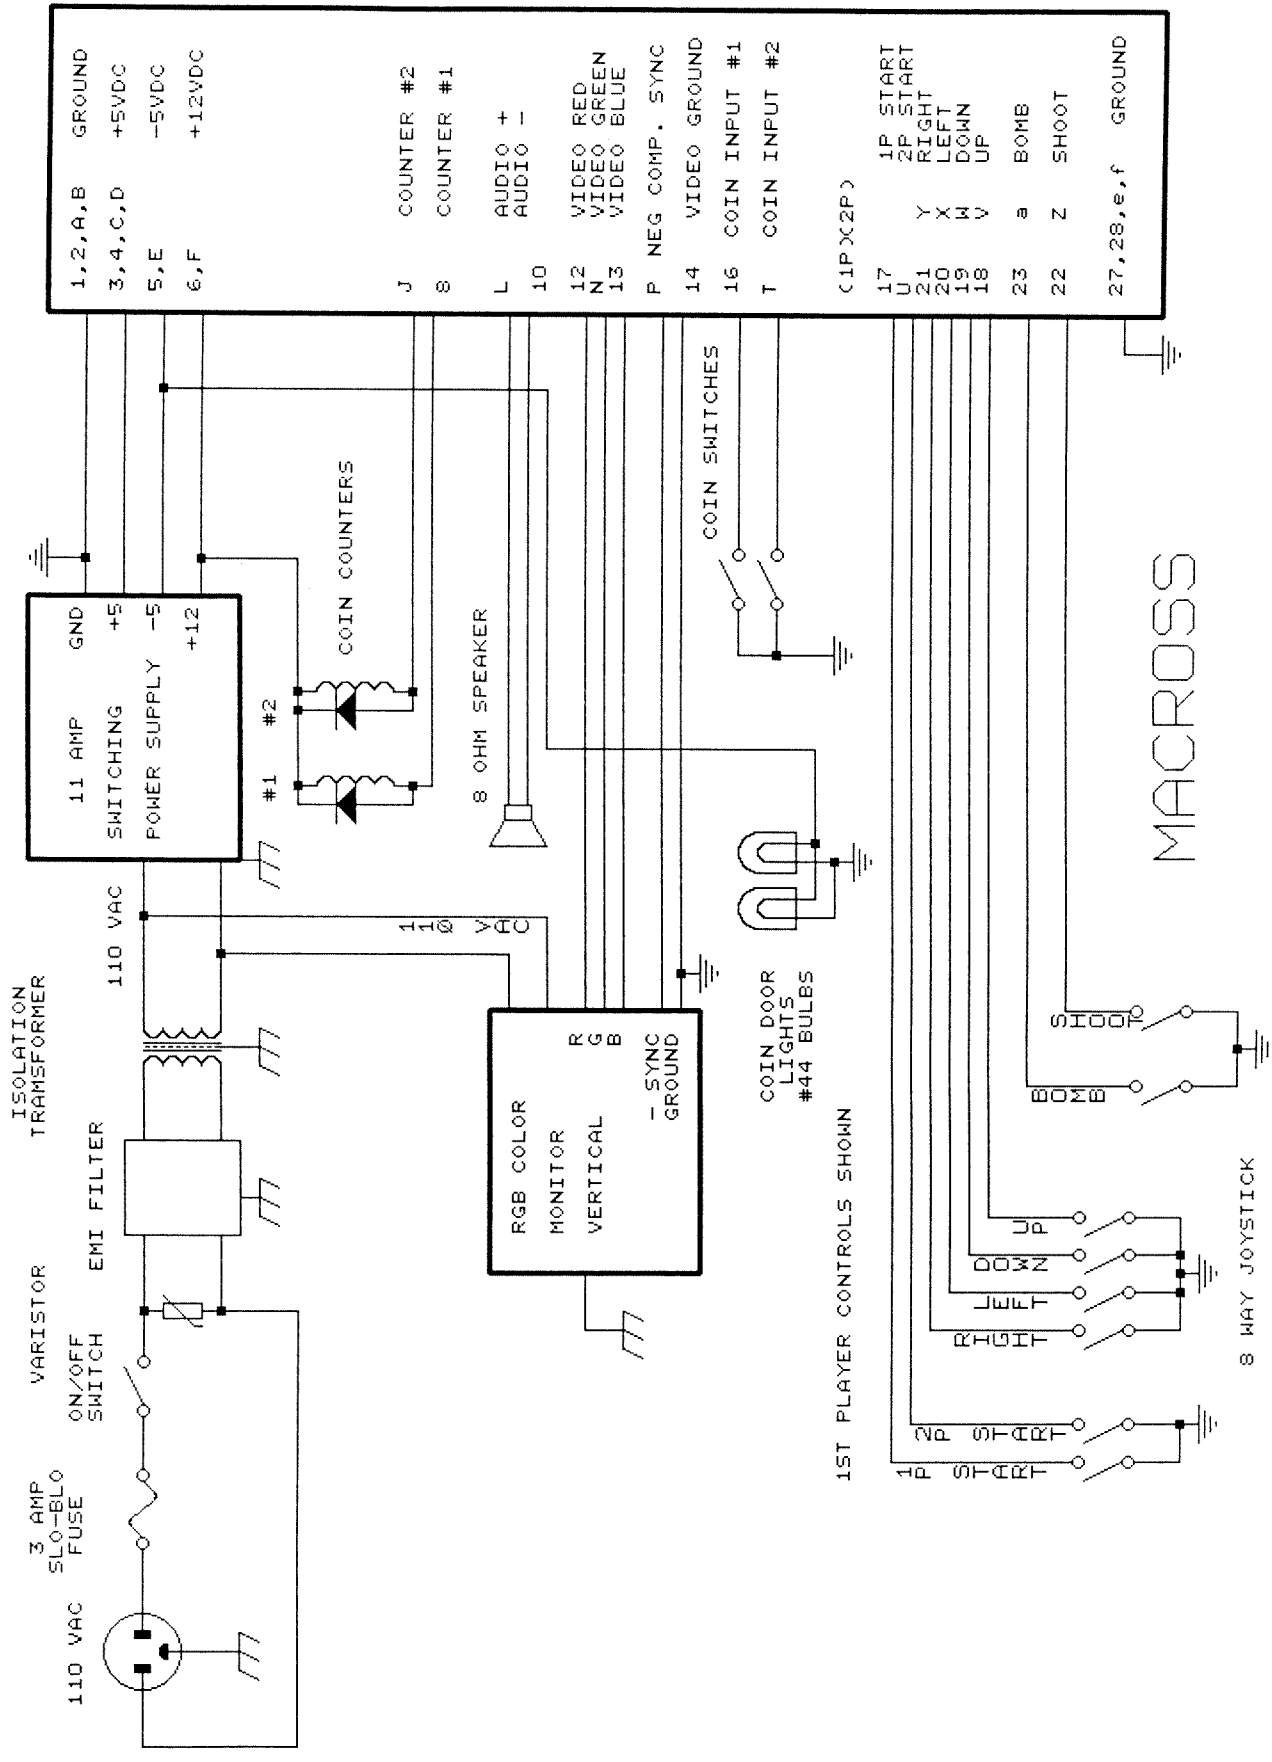 110 VAC
3 AMP
SLO-BLO
FUSE
ON/OFF
SWITCH
VARISTOR
EMI FILTER
ISOLATION
TRAMSFORMER
110 VAC
11 AMP
SWITCHING
POWER SUPPLY
GND
+5
-5
+12
1,2,A,B GROUND
3,4,C,D +5VDC
5,E -5VDC
6,F +12VDC
#1
#2
COIN COUNTERS
J COUNTER #2
8 COUNTER #1
110 VAC
8 OHM SPEAKER
L AUDIO +
10 AUDIO -
RGB COLOR
MONITOR
VERTICAL
R
G
B
- SYNC
GROUND
12 VIDEO RED
N VIDEO GREEN
13 VIDEO BLUE
P NEG COMP. SYNC
14 VIDEO GROUND
COIN SWITCHES
16 COIN INPUT #1
T COIN INPUT #2
COIN DOOR
LIGHTS
#44 BULBS
1ST PLAYER CONTROLS SHOWN
(1P)(2P)
17 1P START
U 2P START
21 Y RIGHT
20 X LEFT
19 W DOWN
18 V UP
23 a BOMB
22 Z SHOOT
27,28,e,f GROUND
1P START
2P START
RIGHT
LEFT
DOWN
UP
BOMB
SHOOT
8 WAY JOYSTICK
MACROSS